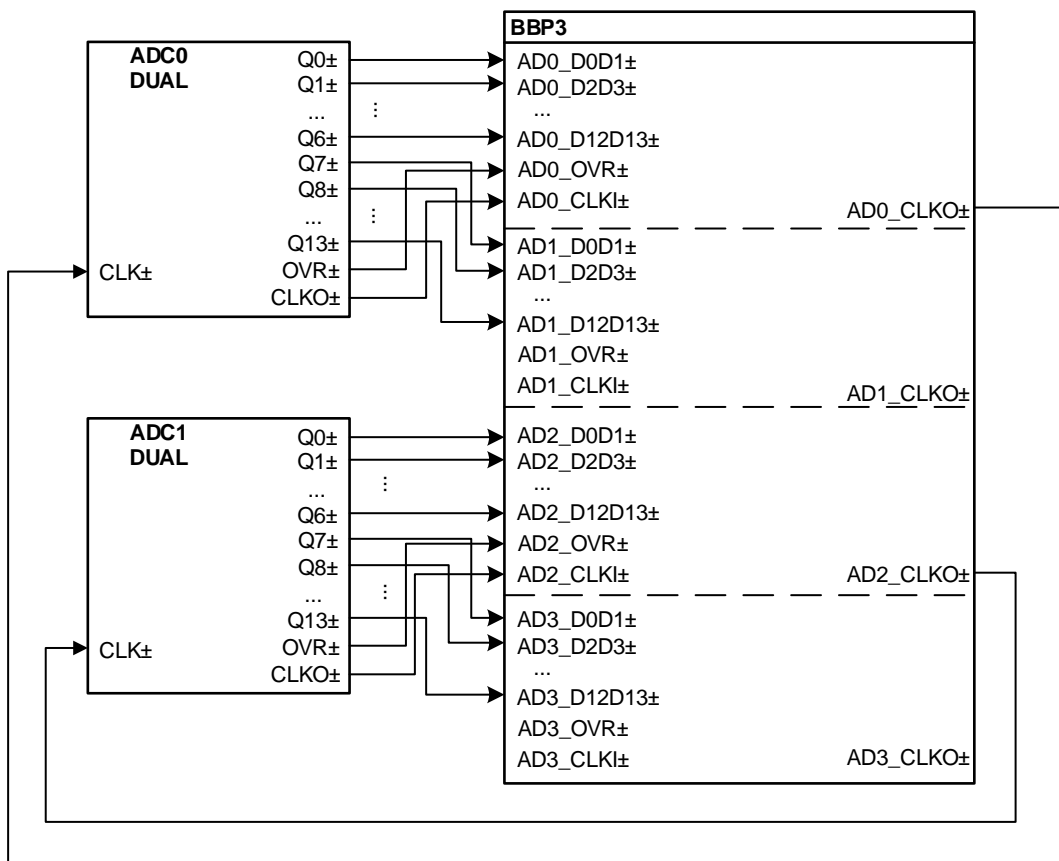 ADC0
DUAL
Q0±
Q1±
...
...
Q6±
Q7±
Q8±
...
...
Q13±
OVR±
CLKO±
CLK±
ADC1
DUAL
Q0±
Q1±
...
...
Q6±
Q7±
Q8±
...
...
Q13±
OVR±
CLKO±
CLK±
BBP3
AD0_D0D1±
AD0_D2D3±
...
AD0_D12D13±
AD0_OVR±
AD0_CLKI±
AD0_CLKO±
AD1_D0D1±
AD1_D2D3±
...
AD1_D12D13±
AD1_OVR±
AD1_CLKI±
AD1_CLKO±
AD2_D0D1±
AD2_D2D3±
...
AD2_D12D13±
AD2_OVR±
AD2_CLKI±
AD2_CLKO±
AD3_D0D1±
AD3_D2D3±
...
AD3_D12D13±
AD3_OVR±
AD3_CLKI±
AD3_CLKO±